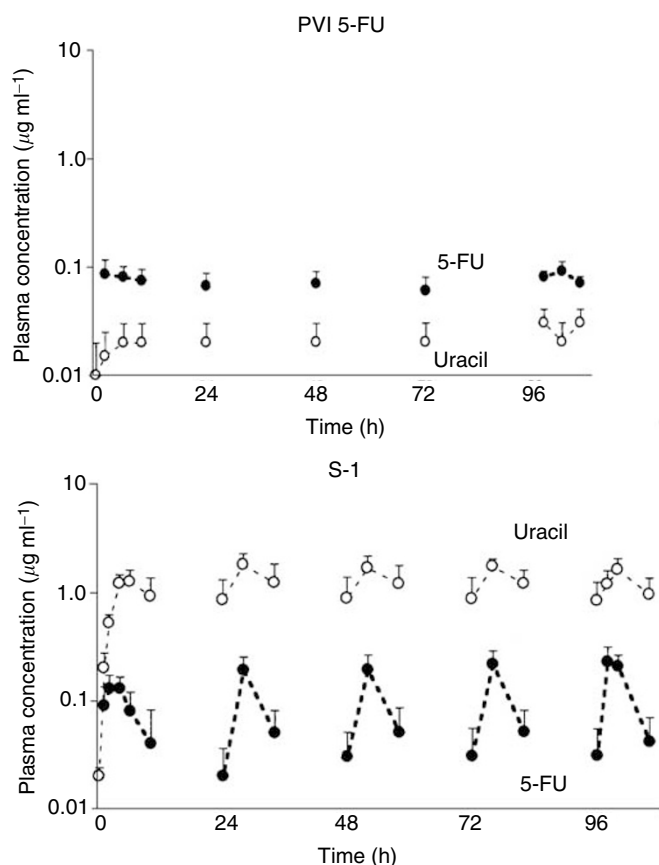 PVI 5-FU
Plasma concentration (μg ml⁻¹)
10
1.0
0.1
0.01
5-FU
Uracil
0 24 48 72 96
Time (h)
S-1
Plasma concentration (μg ml⁻¹)
10
1.0
0.1
0.01
Uracil
5-FU
0 24 48 72 96
Time (h)